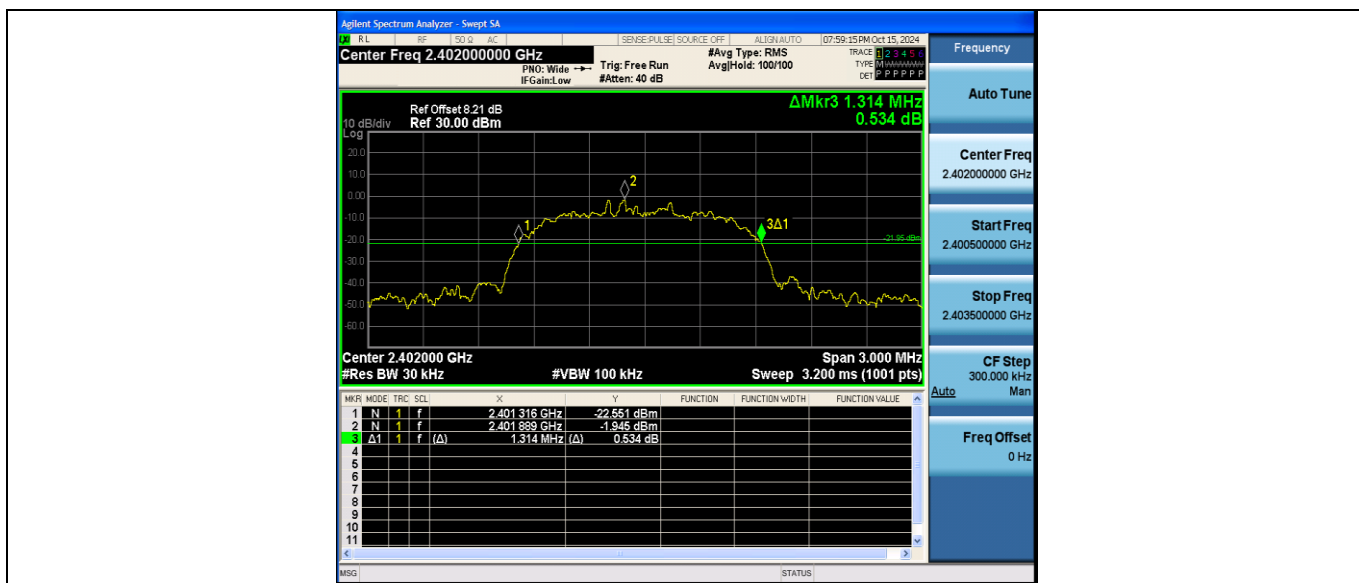 Agilent Spectrum Analyzer - Swept SA
RL RF 50 Ω AC SENSE:PULSE SOURCE OFF ALIGNAUTO 07:59:15 PM Oct 15, 2024
Center Freq 2.402000000 GHz
PNO: Wide
IFGain:Low
Trig: Free Run
#Atten: 40 dB
#Avg Type: RMS
Avg|Hold: 100/100
TRACE 1 2 3 4 5 6
TYPE M W W W W W
DET P P P P P P
Frequency
Auto Tune
Center Freq
2.402000000 GHz
Start Freq
2.400500000 GHz
Stop Freq
2.403500000 GHz
CF Step
300.000 kHz
Auto Man
Freq Offset
0 Hz
ΔMkr3 1.314 MHz
0.534 dB
Ref Offset 8.21 dB
10 dB/div Ref 30.00 dBm
Log
20.0
10.0
0.00
-10.0
-20.0
-30.0
-40.0
-50.0
-60.0
1
2
3Δ1
-21.95 dBm
Center 2.402000 GHz Span 3.000 MHz
#Res BW 30 kHz #VBW 100 kHz Sweep 3.200 ms (1001 pts)
MKR MODE TRC SCL X Y FUNCTION FUNCTION WIDTH FUNCTION VALUE
1 N 1 f 2.401 316 GHz -22.551 dBm
2 N 1 f 2.401 889 GHz -1.945 dBm
3 Δ1 1 f (Δ) 1.314 MHz (Δ) 0.534 dB
4
5
6
7
8
9
10
11
MSG STATUS